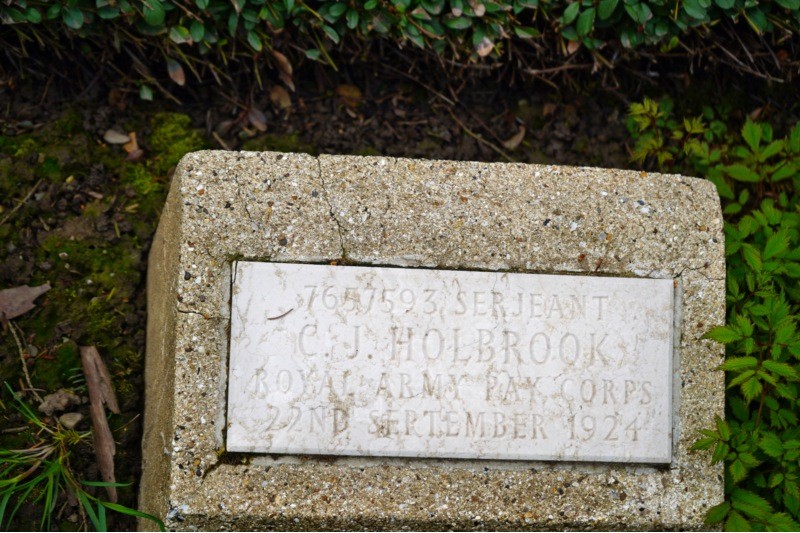 7657593 SERJEANT
C. J. HOLBROOK
ROYAL ARMY PAY CORPS
22ND SEPTEMBER 1924